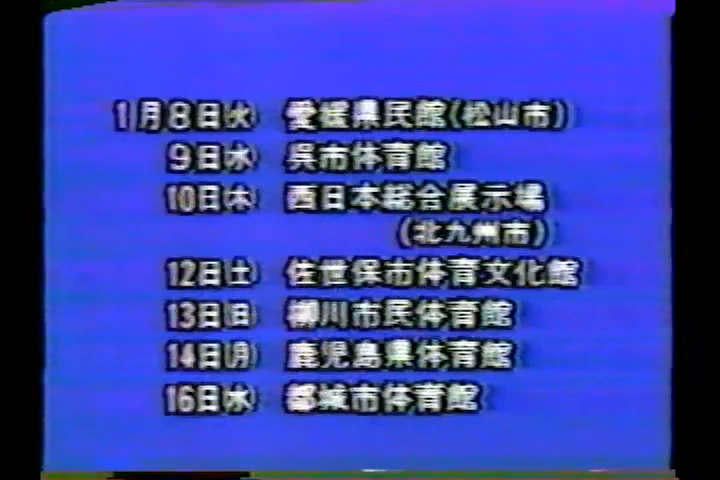 1月8日(火) 愛媛県民館(松山市)
9日(水) 呉市体育館
10日(木) 西日本総合展示場
(北九州市)
12日(土) 佐世保市体育文化館
13日(日) 柳川市民体育館
14日(月) 鹿児島県体育館
16日(水) 都城市体育館